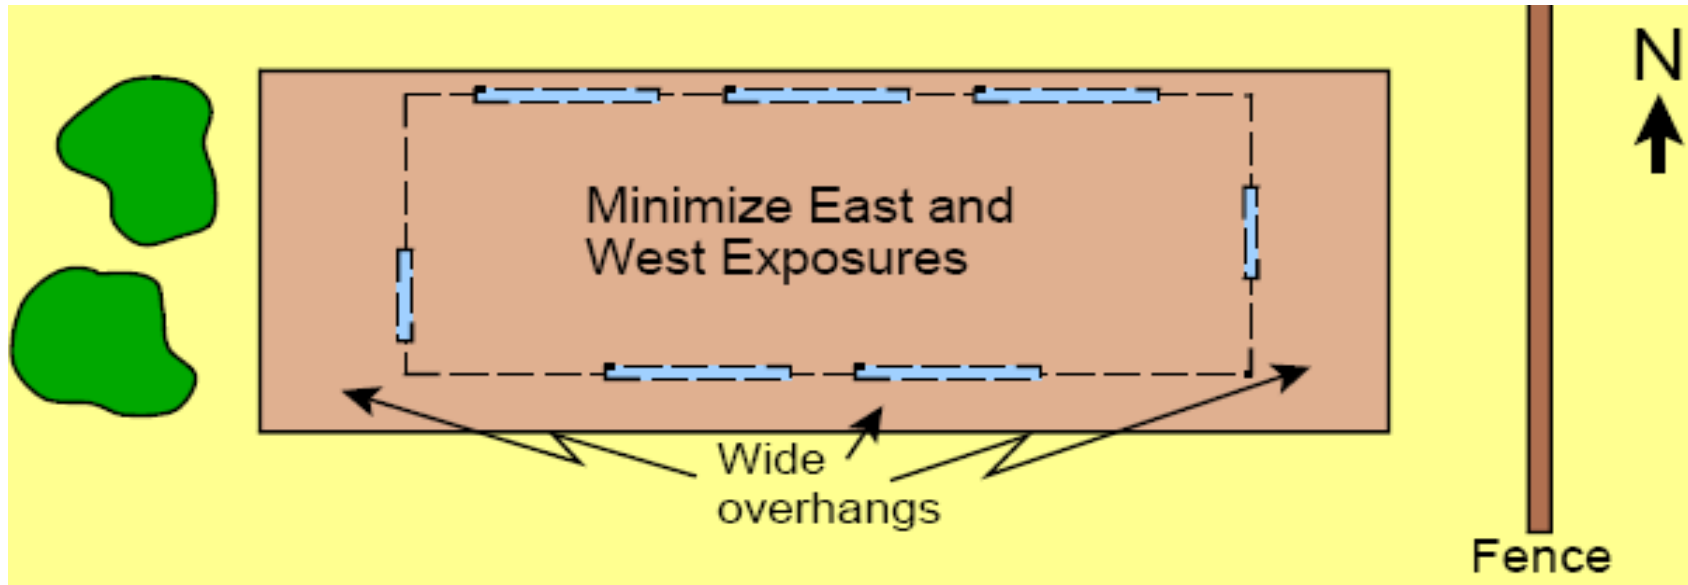 N
Minimize East and
West Exposures
Wide
overhangs
Fence